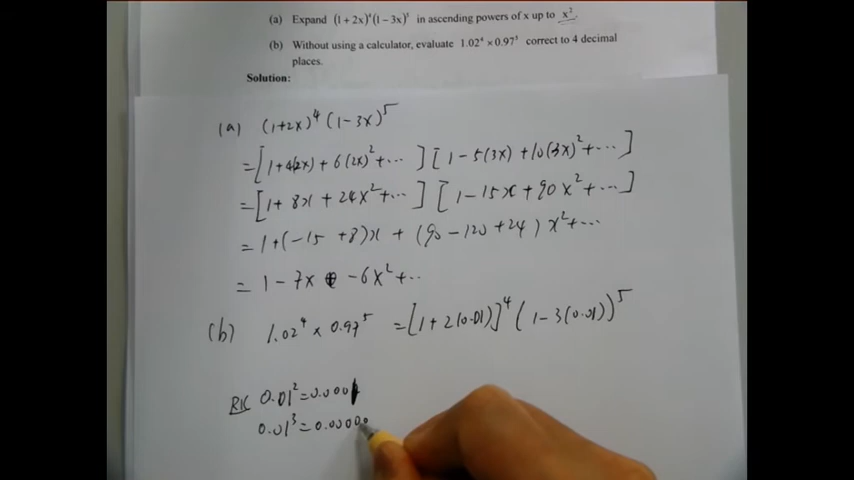 (a) Expand (1 + 2x)⁴(1 − 3x)⁵ in ascending powers of x up to x².
(b) Without using a calculator, evaluate 1.02⁴ × 0.97⁵ correct to 4 decimal
places.
Solution:
(a) (1+2x)⁴ (1−3x)⁵
= [1+4(2x) + 6(2x)² + ··· ] [1 − 5(3x) + 10(3x)² + ··· ]
= [1 + 8x + 24x² + ··· ] [1 − 15x + 90x² + ··· ]
= 1 + (−15 + 8)x + (90 − 120 + 24) x² + ···
= 1 − 7x − 6x² + ··
(b) 1.02⁴ × 0.97⁵ = [1 + 2(0.01)]⁴ (1 − 3(0.01))⁵
0.01² = 0.0001
0.01³ = 0.00000